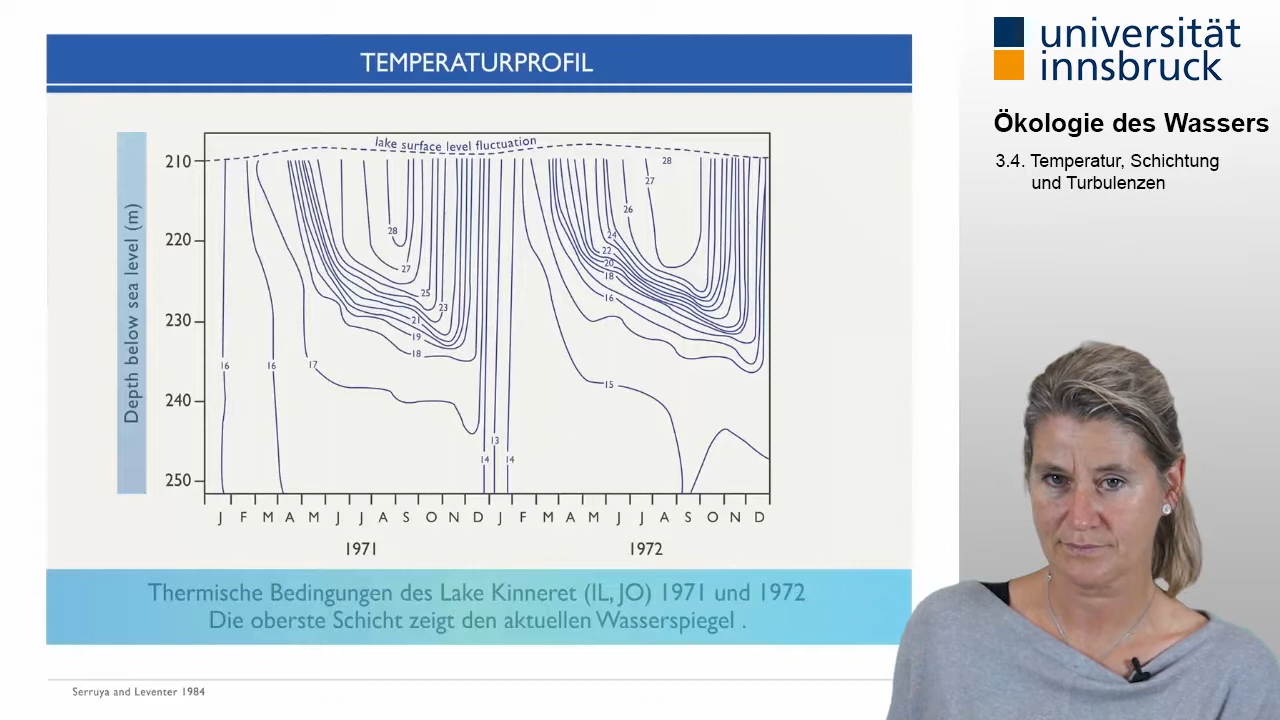 TEMPERATURPROFIL
universität
innsbruck
Ökologie des Wassers
3.4. Temperatur, Schichtung
und Turbulenzen
lake surface level fluctuation
Depth below sea level (m)
210
220
230
240
250
28
27
25
23
21
19
18
17
16
16
14
13
14
28
27
26
24
22
20
18
16
15
J F M A M J J A S O N D J F M A M J J A S O N D
1971 1972
Thermische Bedingungen des Lake Kinneret (IL, JO) 1971 und 1972
Die oberste Schicht zeigt den aktuellen Wasserspiegel .
Serruya and Leventer 1984